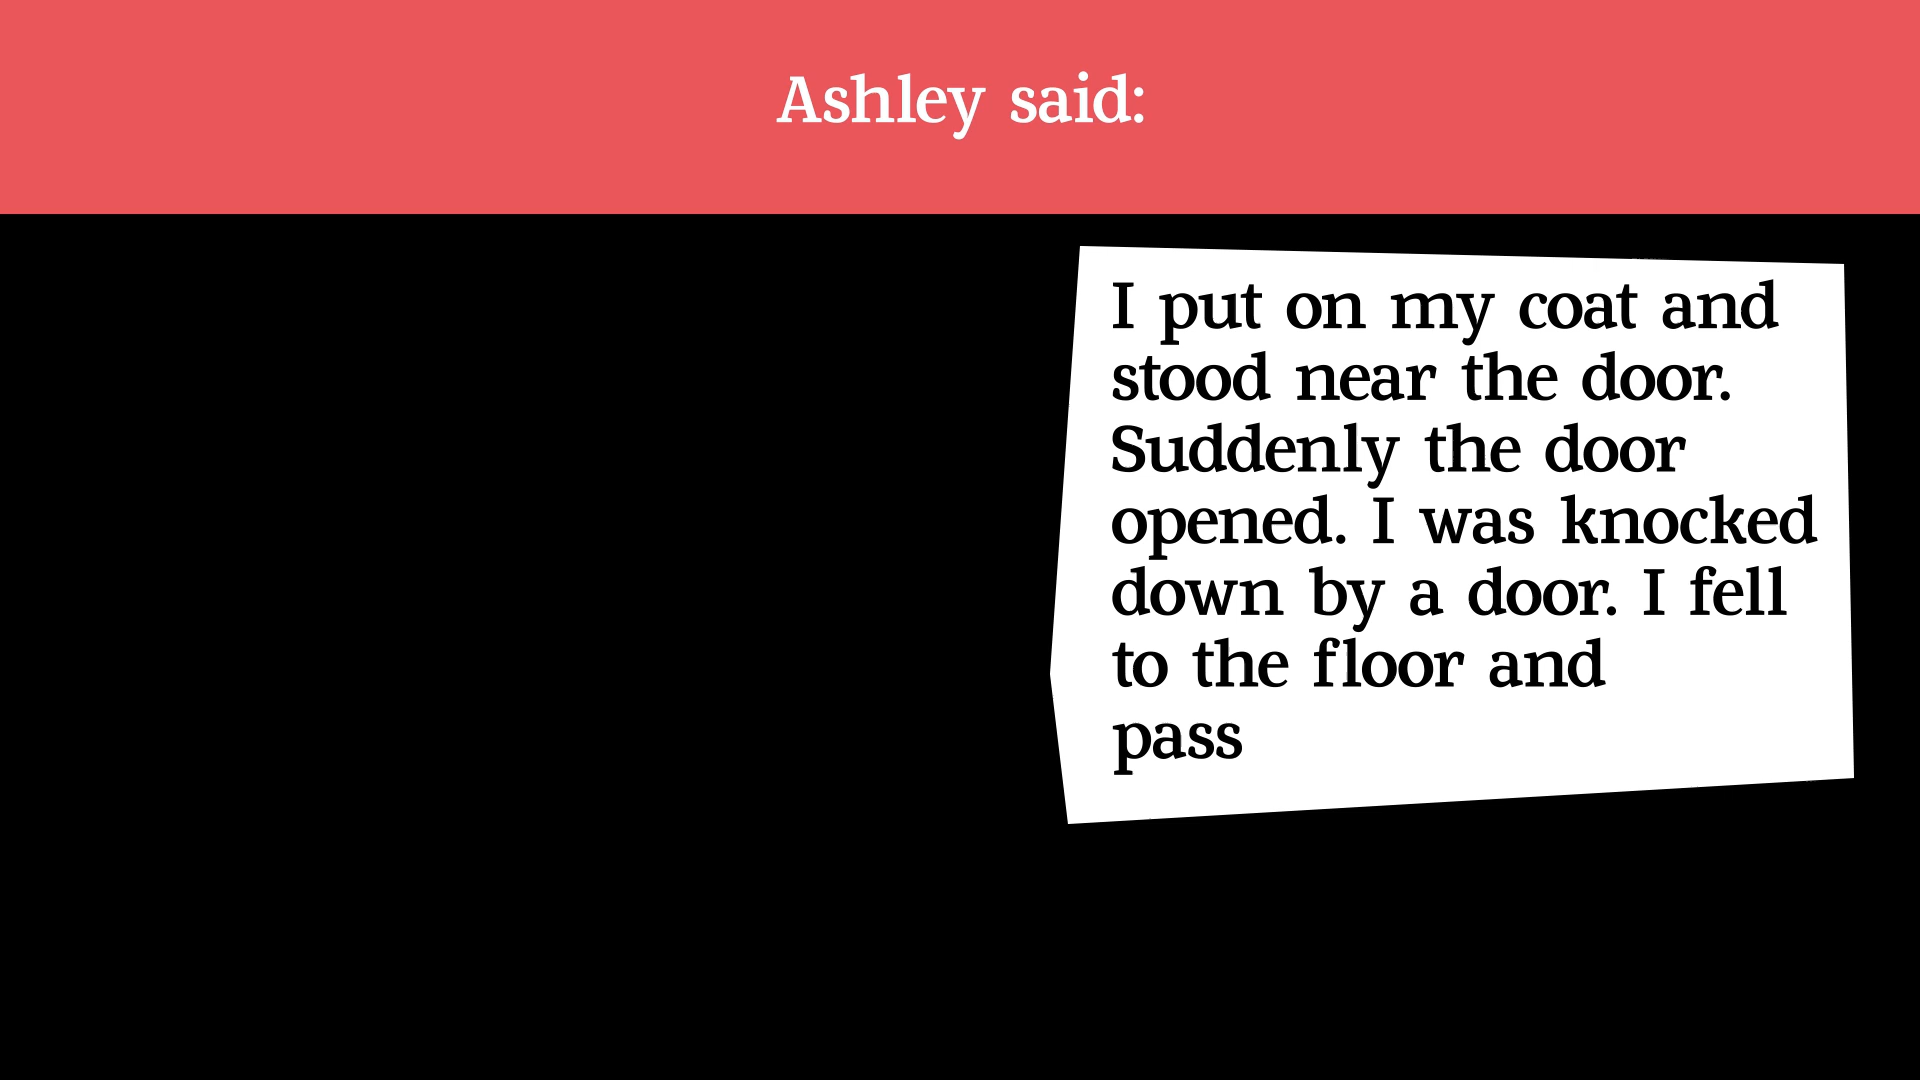 Ashley said:
I put on my coat and
stood near the door.
Suddenly the door
opened. I was knocked
down by a door. I fell
to the floor and
pass